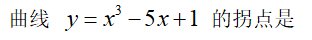 曲线 y = x³ − 5x + 1 的拐点是